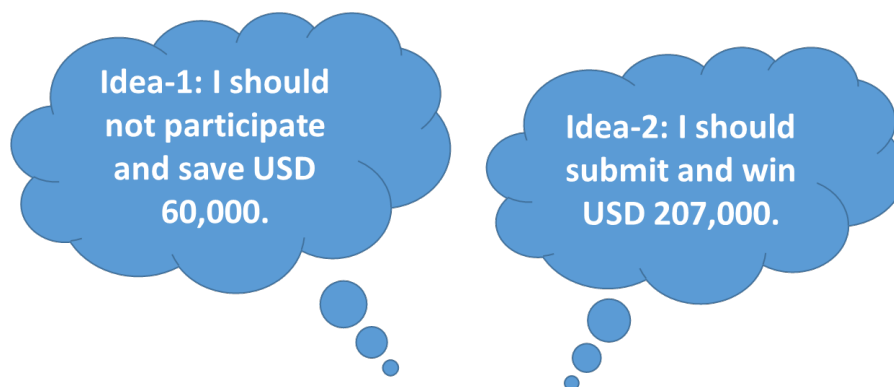 Idea-1: I should
not participate
and save USD
60,000.
Idea-2: I should
submit and win
USD 207,000.